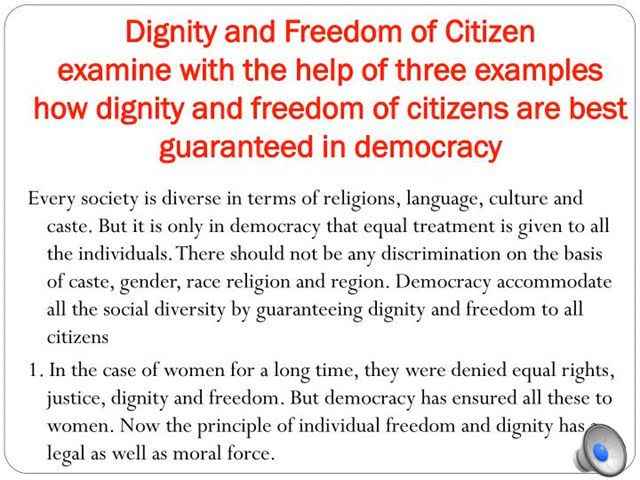 Dignity and Freedom of Citizen
examine with the help of three examples
how dignity and freedom of citizens are best
guaranteed in democracy
Every society is diverse in terms of religions, language, culture and
caste. But it is only in democracy that equal treatment is given to all
the individuals. There should not be any discrimination on the basis
of caste, gender, race religion and region. Democracy accommodate
all the social diversity by guaranteeing dignity and freedom to all
citizens
1. In the case of women for a long time, they were denied equal rights,
justice, dignity and freedom. But democracy has ensured all these to
women. Now the principle of individual freedom and dignity has a
legal as well as moral force.